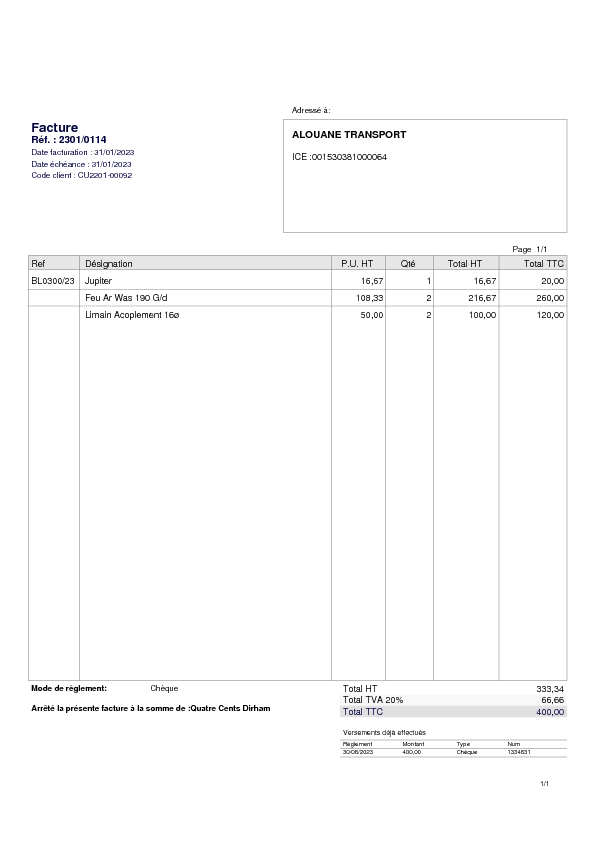 Adressé à:
Facture
Réf. : 2301/0114
Date facturation : 31/01/2023
Date échéance : 31/01/2023
Code client : CU2201-00092
ALOUANE TRANSPORT
ICE :001530381000064
Page 1/1
Ref Désignation P.U. HT Qté Total HT Total TTC
BL0300/23 Jupiter 16,67 1 16,67 20,00
Feu Ar Was 190 G/d 108,33 2 216,67 260,00
Limain Acoplement 16ø 50,00 2 100,00 120,00
Mode de règlement: Chèque
Arrêté la présente facture à la somme de :Quatre Cents Dirham
Total HT 333,34
Total TVA 20% 66,66
Total TTC 400,00
Versements déjà effectués
Règlement Montant Type Num
30/08/2023 400,00 Chèque 1334831
1/1